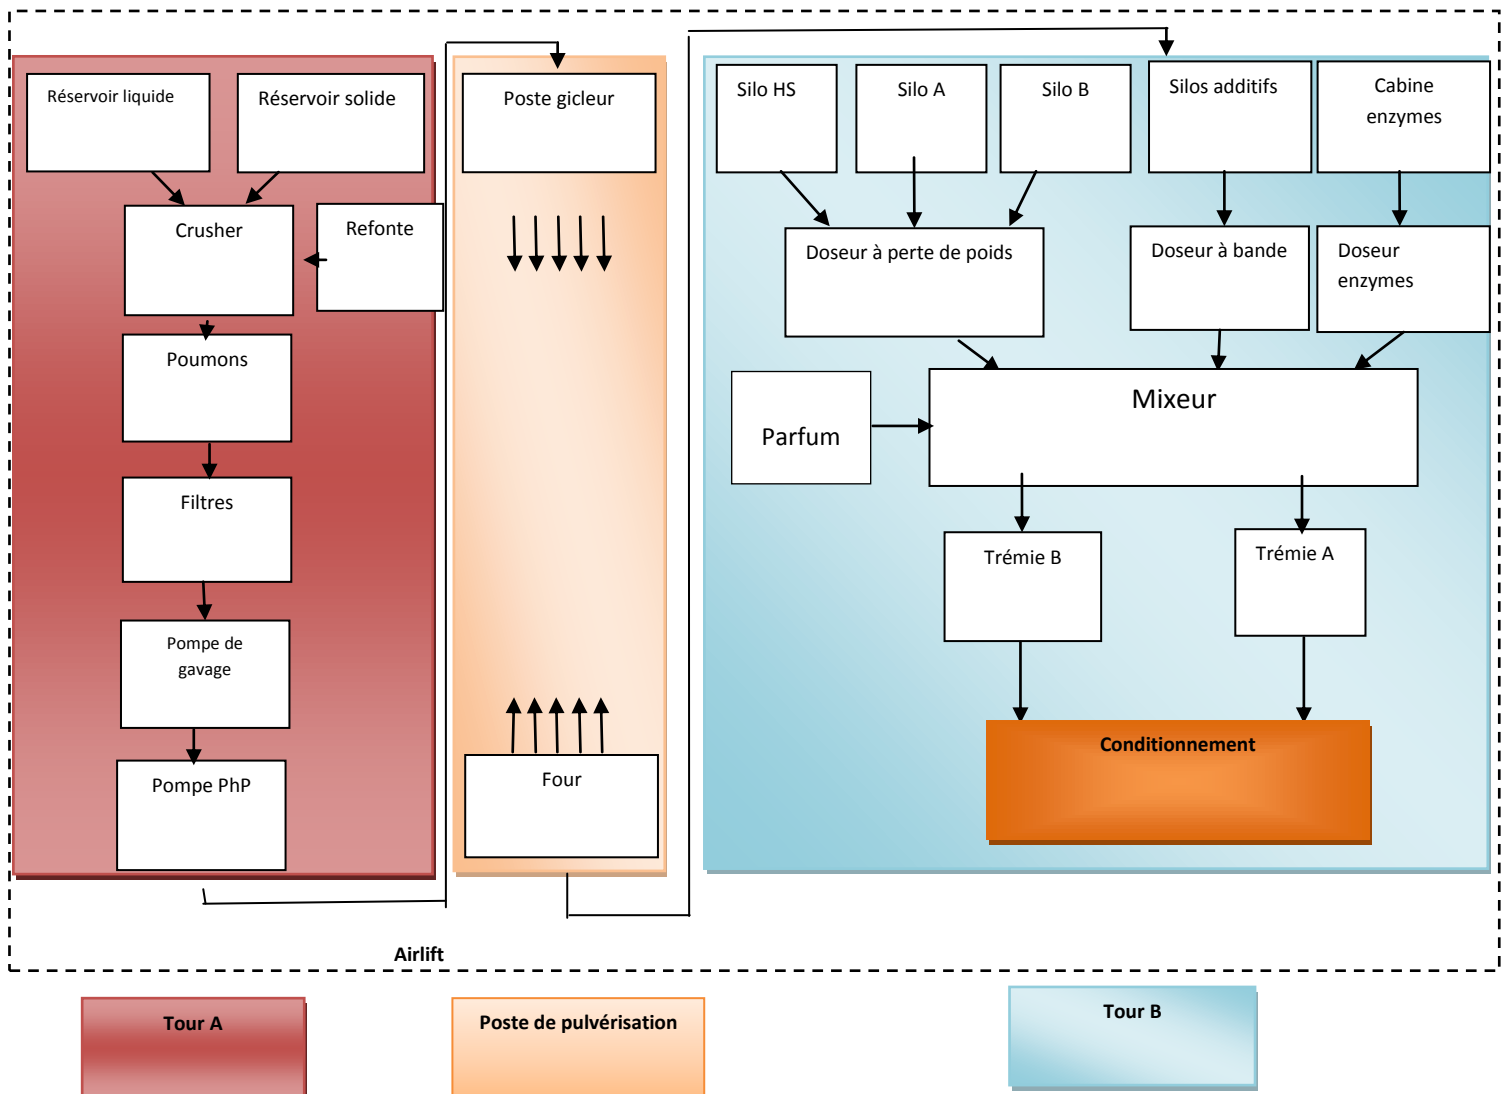 Réservoir liquide
Réservoir solide
Crusher
Refonte
Poumons
Filtres
Pompe de
gavage
Pompe PhP
Poste gicleur
Four
Silo HS
Silo A
Silo B
Silos additifs
Cabine
enzymes
Doseur à perte de poids
Doseur à bande
Doseur
enzymes
Parfum
Mixeur
Trémie B
Trémie A
Conditionnement
Airlift
Tour A
Poste de pulvérisation
Tour B